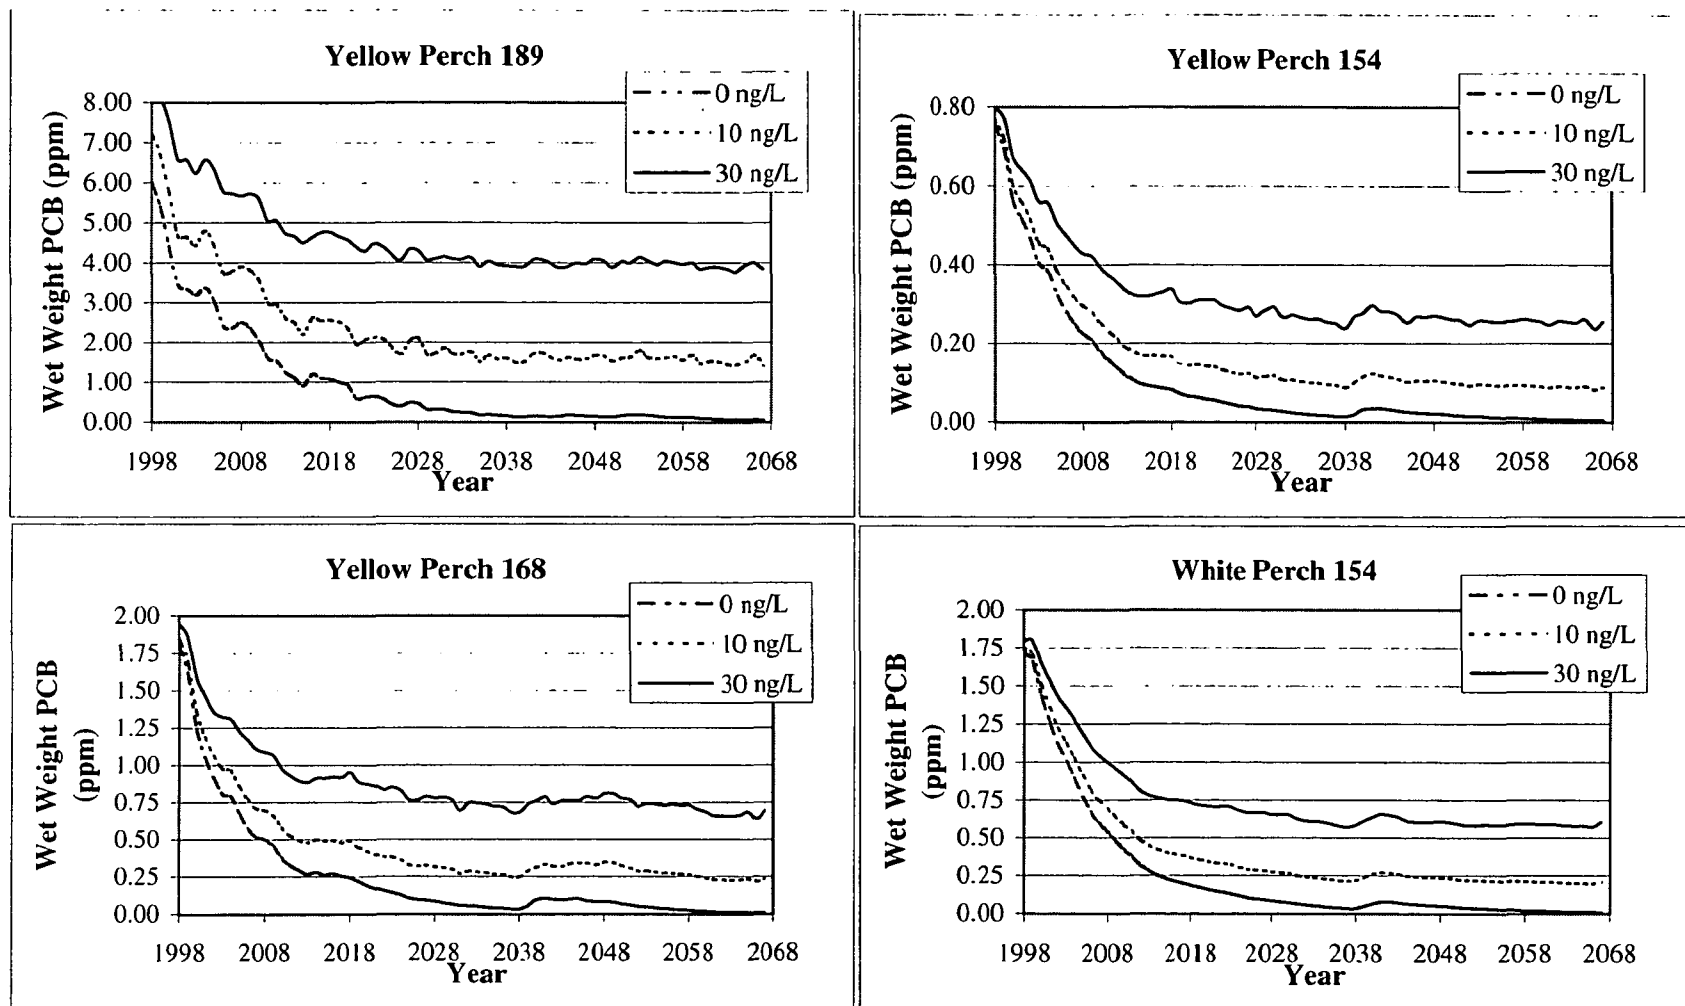 Yellow Perch 189
0 ng/L
10 ng/L
30 ng/L
Wet Weight PCB (ppm)
8.00
7.00
6.00
5.00
4.00
3.00
2.00
1.00
0.00
1998 2008 2018 2028 2038 2048 2058 2068
Year
Yellow Perch 154
0 ng/L
10 ng/L
30 ng/L
Wet Weight PCB (ppm)
0.80
0.60
0.40
0.20
0.00
1998 2008 2018 2028 2038 2048 2058 2068
Year
Yellow Perch 168
0 ng/L
10 ng/L
30 ng/L
Wet Weight PCB
(ppm)
2.00
1.75
1.50
1.25
1.00
0.75
0.50
0.25
0.00
1998 2008 2018 2028 2038 2048 2058 2068
Year
White Perch 154
0 ng/L
10 ng/L
30 ng/L
Wet Weight PCB
(ppm)
2.00
1.75
1.50
1.25
1.00
0.75
0.50
0.25
0.00
1998 2008 2018 2028 2038 2048 2058 2068
Year